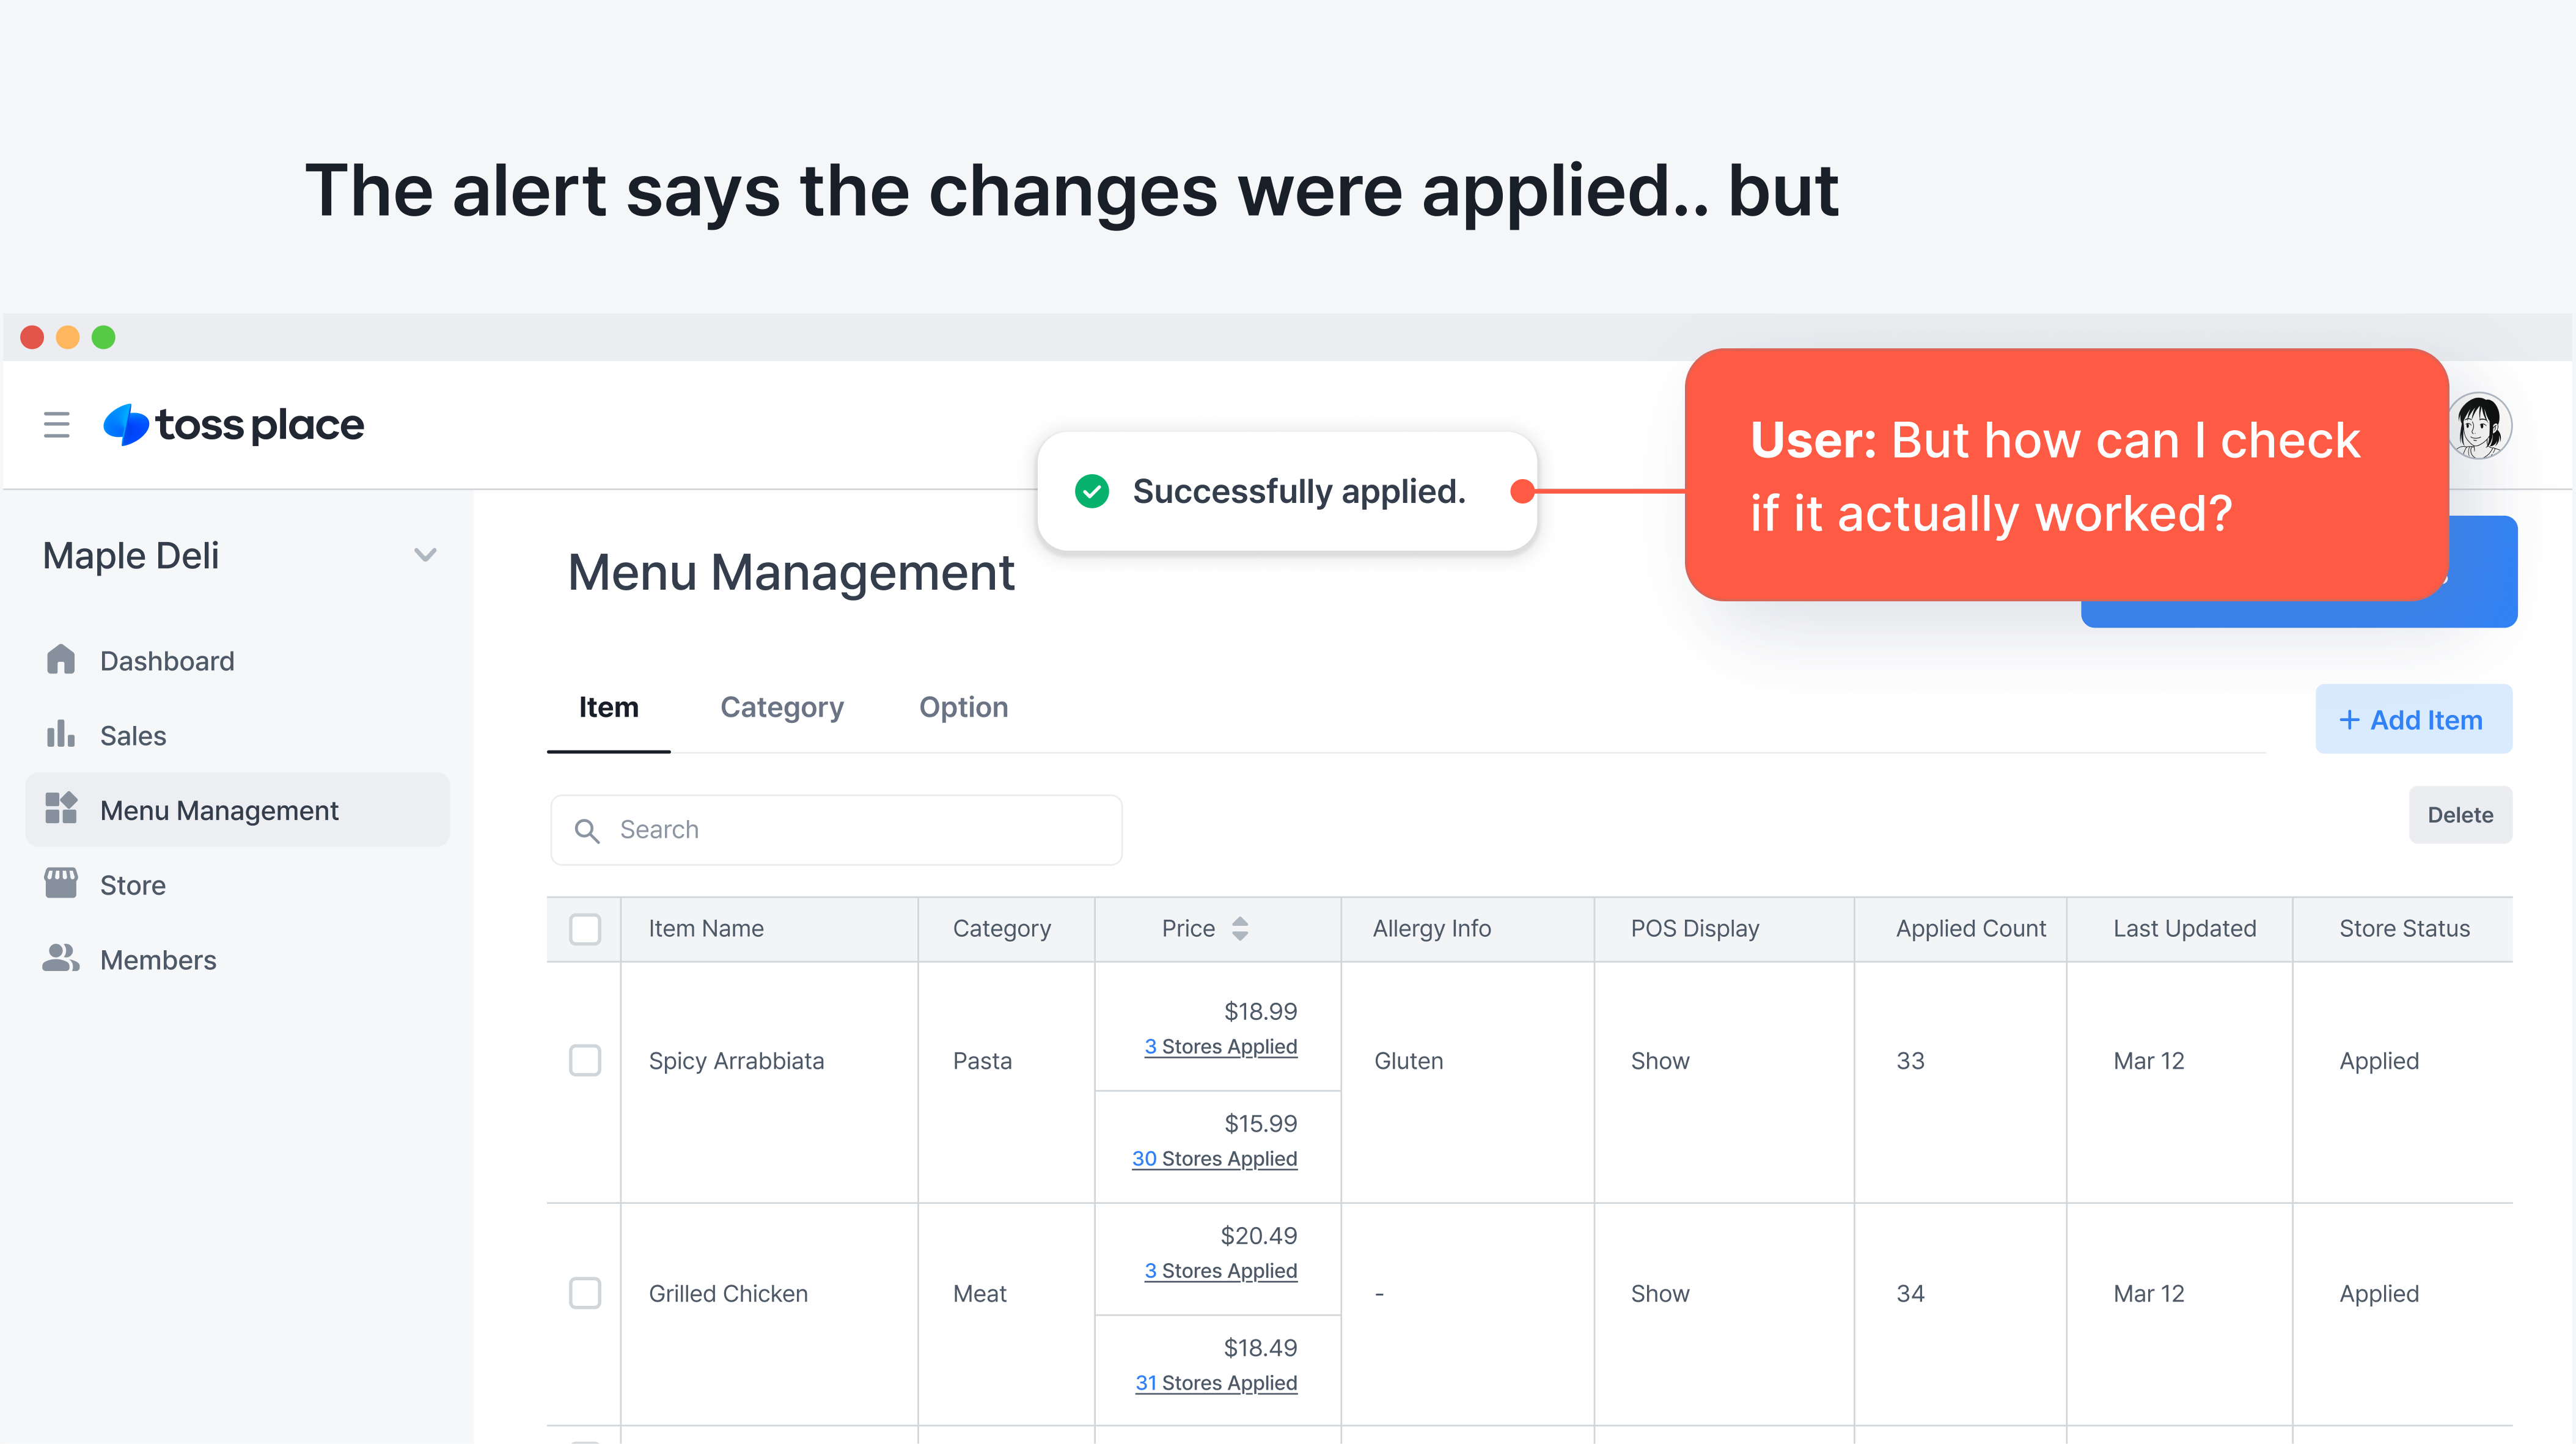 The alert says the changes were applied.. but
toss place
Successfully applied.
User: But how can I check
if it actually worked?
Maple Deli
Menu Management
Dashboard
Sales
Menu Management
Store
Members
Item Category Option
+ Add Item
Search
Delete
Item Name Category Price Allergy Info POS Display Applied Count Last Updated Store Status
$18.99
3 Stores Applied
Spicy Arrabbiata Pasta Gluten Show 33 Mar 12 Applied
$15.99
30 Stores Applied
$20.49
3 Stores Applied
Grilled Chicken Meat - Show 34 Mar 12 Applied
$18.49
31 Stores Applied